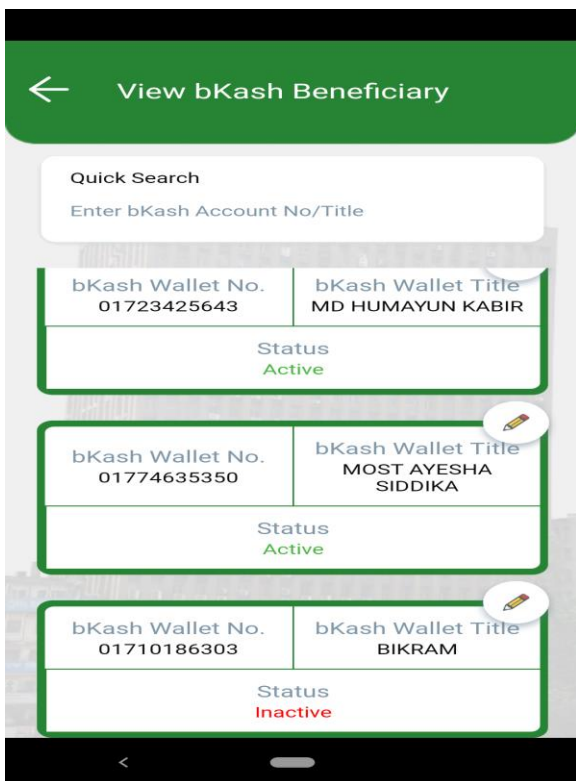 View bKash Beneficiary
Quick Search
Enter bKash Account No/Title
bKash Wallet No.
01723425643
bKash Wallet Title
MD HUMAYUN KABIR
Status
Active
bKash Wallet No.
01774635350
bKash Wallet Title
MOST AYESHA
SIDDIKA
Status
Active
bKash Wallet No.
01710186303
bKash Wallet Title
BIKRAM
Status
Inactive